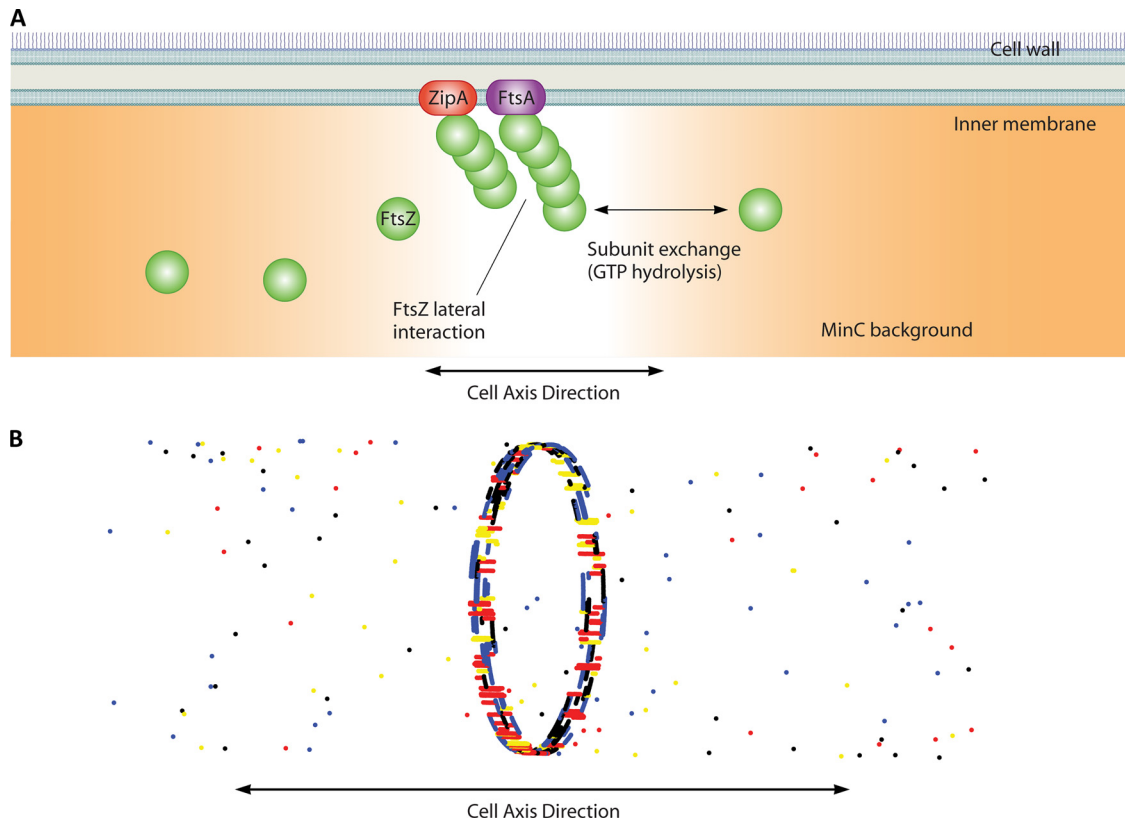 A
Cell wall
ZipA FtsA
Inner membrane
FtsZ
Subunit exchange
(GTP hydrolysis)
FtsZ lateral
interaction
MinC background
Cell Axis Direction
B
Cell Axis Direction